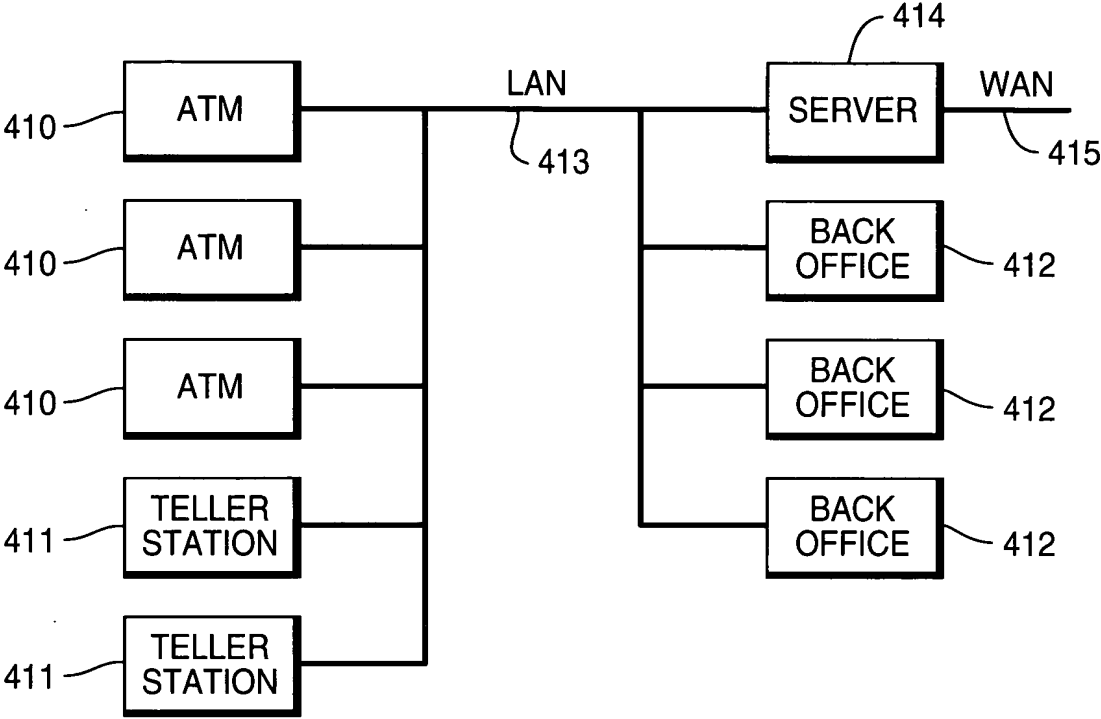 414
ATM
LAN
SERVER
WAN
410
413
415
ATM
BACK
OFFICE
410
412
ATM
BACK
OFFICE
410
412
TELLER
STATION
BACK
OFFICE
411
412
TELLER
STATION
411